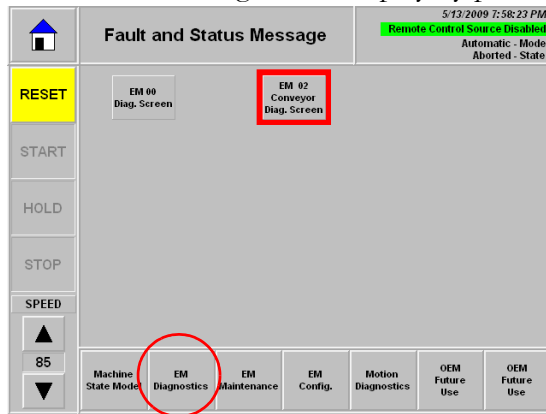 5/13/2009 7:58:23 PM
Fault and Status Message
Remote Control Source Disabled
Automatic - Mode
Aborted - State
RESET
EM 00
Diag. Screen
EM 02
Conveyor
Diag. Screen
START
HOLD
STOP
SPEED
85
Machine
State Model
EM
Diagnostics
EM
Maintenance
EM
Config.
Motion
Diagnostics
OEM
Future
Use
OEM
Future
Use